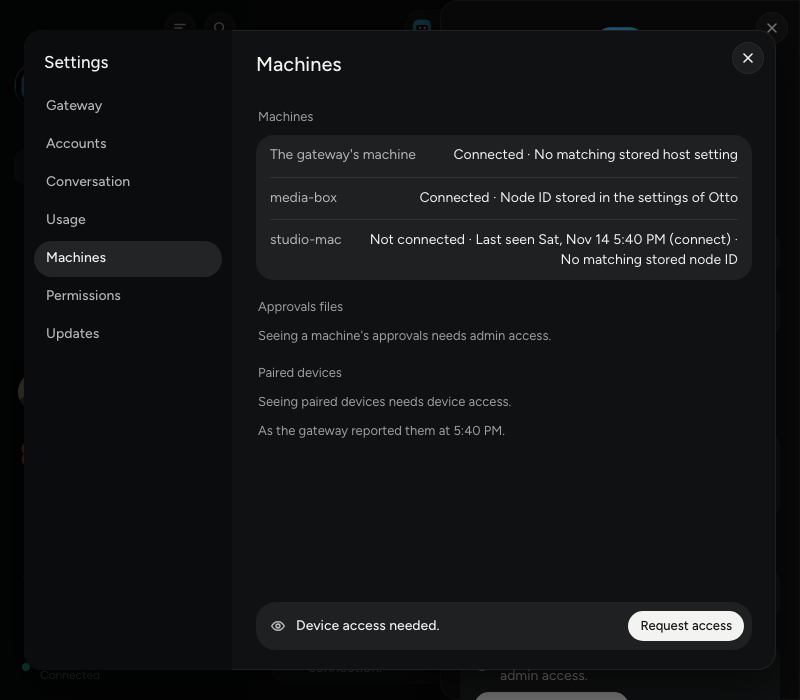 Settings
Gateway
Accounts
Conversation
Usage
Machines
Permissions
Updates
Machines
Machines
The gateway's machine Connected · No matching stored host setting
media-box Connected · Node ID stored in the settings of Otto
studio-mac Not connected · Last seen Sat, Nov 14 5:40 PM (connect) ·
No matching stored node ID
Approvals files
Seeing a machine's approvals needs admin access.
Paired devices
Seeing paired devices needs device access.
As the gateway reported them at 5:40 PM.
Device access needed. Request access
Connected
connection.
admin access.